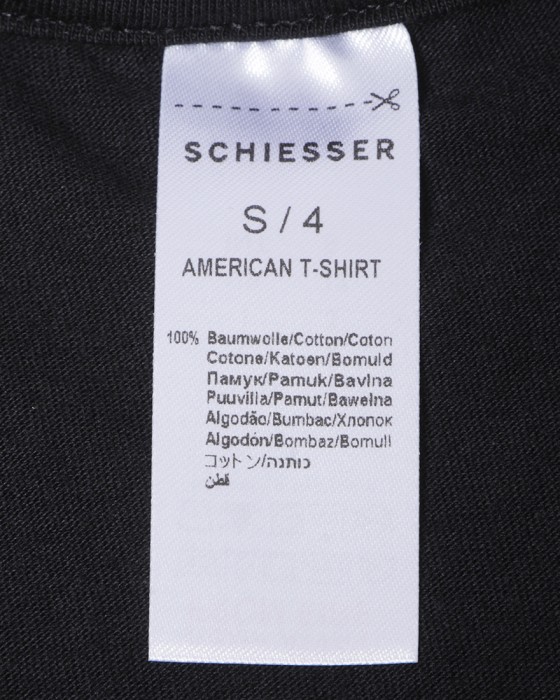 SCHIESSER
S / 4
AMERICAN T-SHIRT
100% Baumwolle/Cotton/Coton
Cotone/Katoen/Bomuld
Памук/Pamuk/Bavlna
Puuvilla/Pamut/Bawełna
Algodão/Bumbac/Хлопок
Algodón/Bombaz/Bomull
コットン/כותנה
قطن